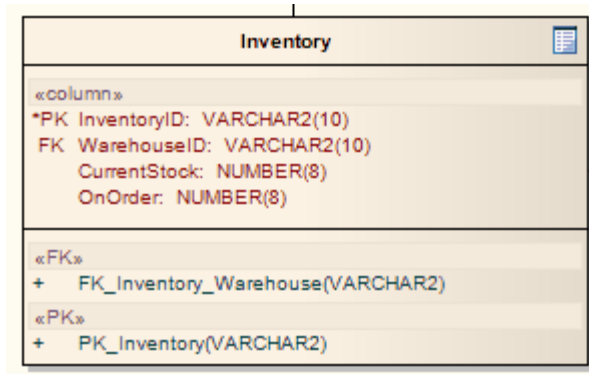 Inventory
«column»
*PK InventoryID: VARCHAR2(10)
FK WarehouseID: VARCHAR2(10)
CurrentStock: NUMBER(8)
OnOrder: NUMBER(8)
«FK»
+ FK_Inventory_Warehouse(VARCHAR2)
«PK»
+ PK_Inventory(VARCHAR2)